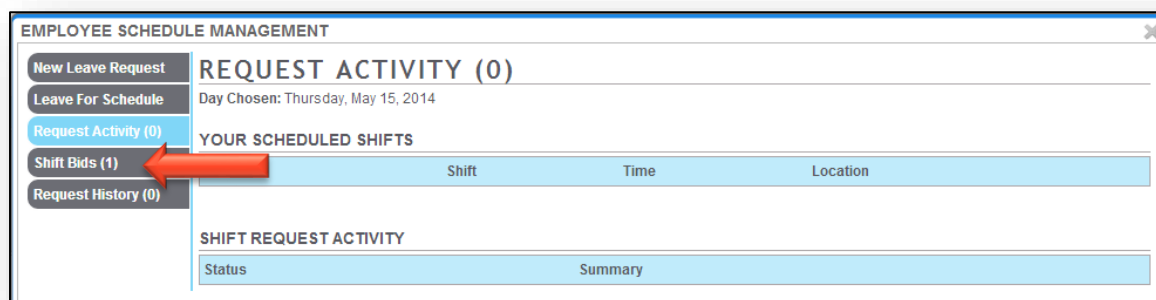 EMPLOYEE SCHEDULE MANAGEMENT
New Leave Request
Leave For Schedule
Request Activity (0)
Shift Bids (1)
Request History (0)
REQUEST ACTIVITY (0)
Day Chosen: Thursday, May 15, 2014
YOUR SCHEDULED SHIFTS
Shift Time Location
SHIFT REQUEST ACTIVITY
Status Summary